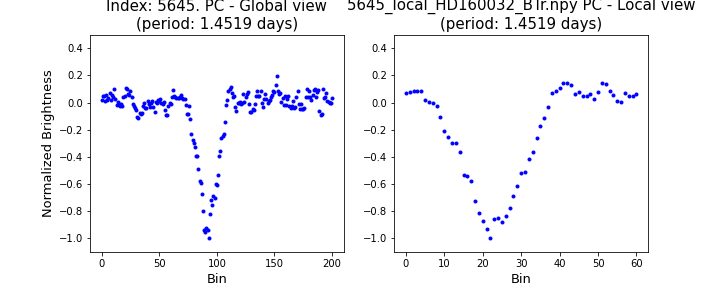 Index: 5645. PC - Global view
(period: 1.4519 days)
5645_local_HD160032_BTr.npy PC - Local view
(period: 1.4519 days)
Normalized Brightness
0.4
0.2
0.0
−0.2
−0.4
−0.6
−0.8
−1.0
0 50 100 150 200
Bin
0.4
0.2
0.0
−0.2
−0.4
−0.6
−0.8
−1.0
0 10 20 30 40 50 60
Bin